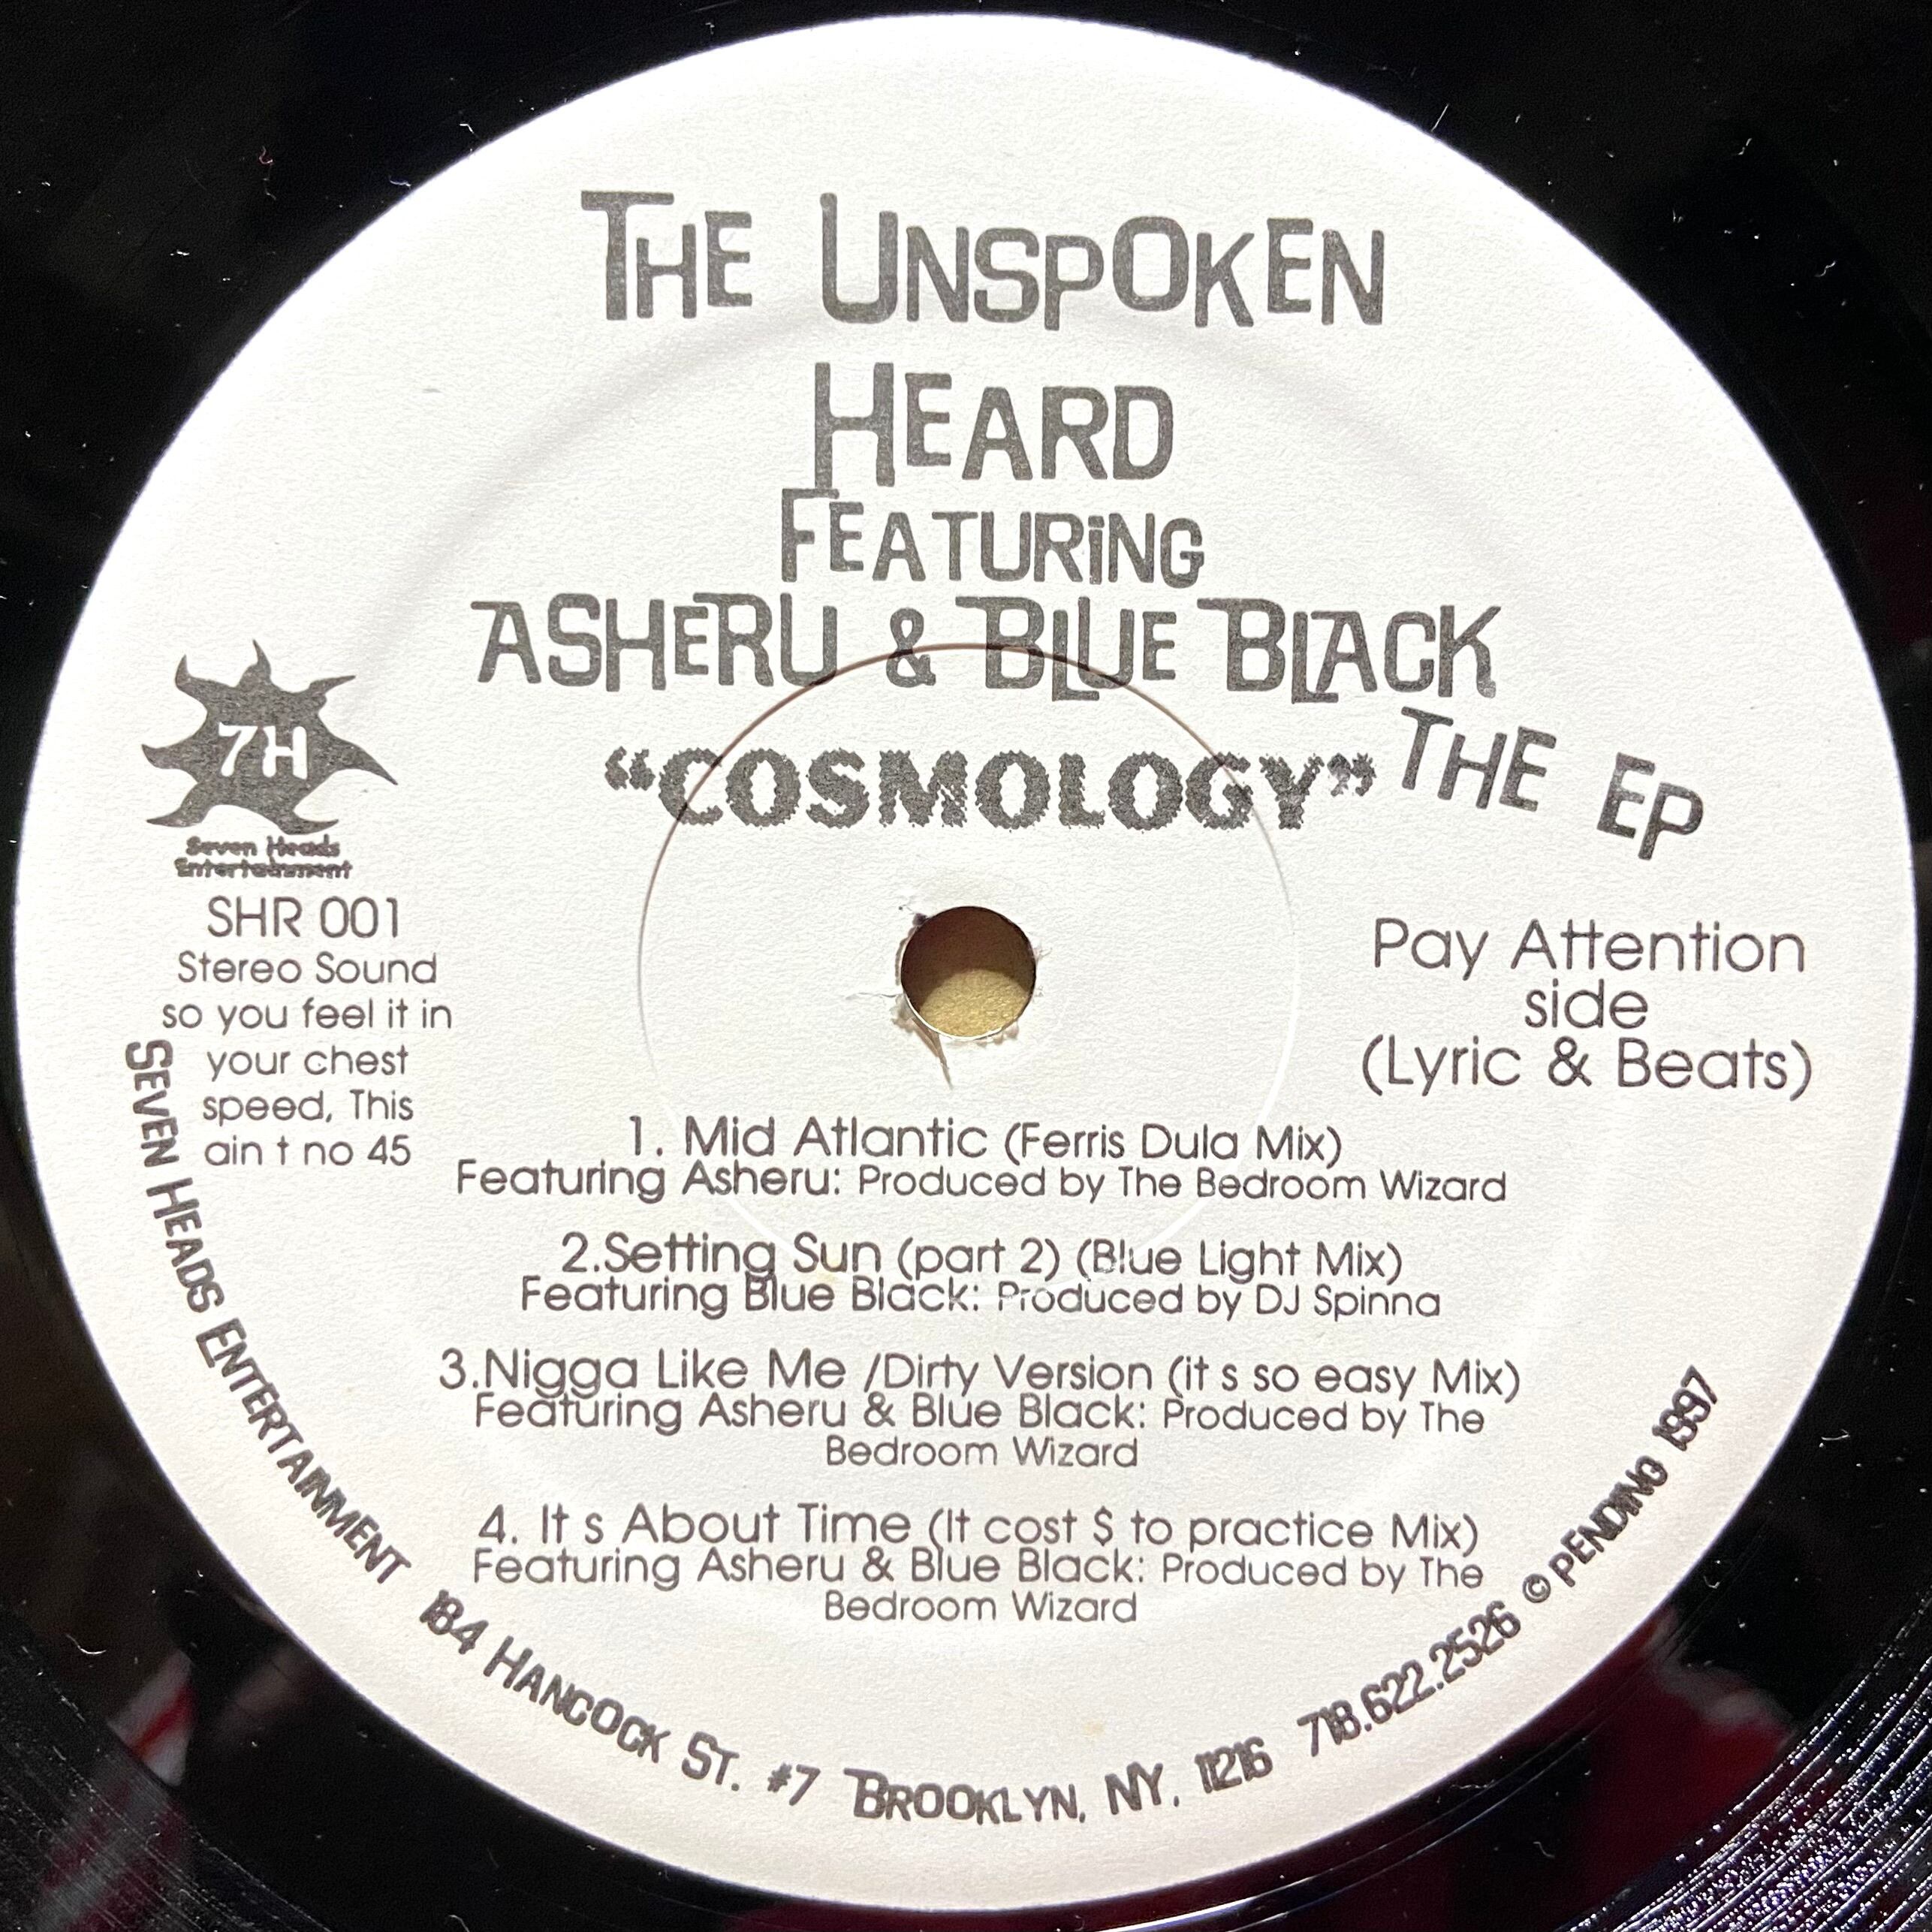 THE UNSPOKEN
HEARD
FEATURING
ASHERU & BLUE BLACK
"COSMOLOGY" THE EP
7H
Seven Heads
Entertainment
SHR 001
Stereo Sound
so you feel it in
your chest
speed, This
ain t no 45
Pay Attention
side
(Lyric & Beats)
1. Mid Atlantic (Ferris Dula Mix)
Featuring Asheru: Produced by The Bedroom Wizard
2.Setting Sun (part 2) (Blue Light Mix)
Featuring Blue Black: Produced by DJ Spinna
3.Nigga Like Me /Dirty Version (it s so easy Mix)
Featuring Asheru & Blue Black: Produced by The
Bedroom Wizard
4. It s About Time (It cost $ to practice Mix)
Featuring Asheru & Blue Black: Produced by The
Bedroom Wizard
SEVEN HEADS ENTERTAINMENT 184 HANCOCK ST. #7 BROOKLYN, NY, 11216 718.622.2526 © PENDING 1997